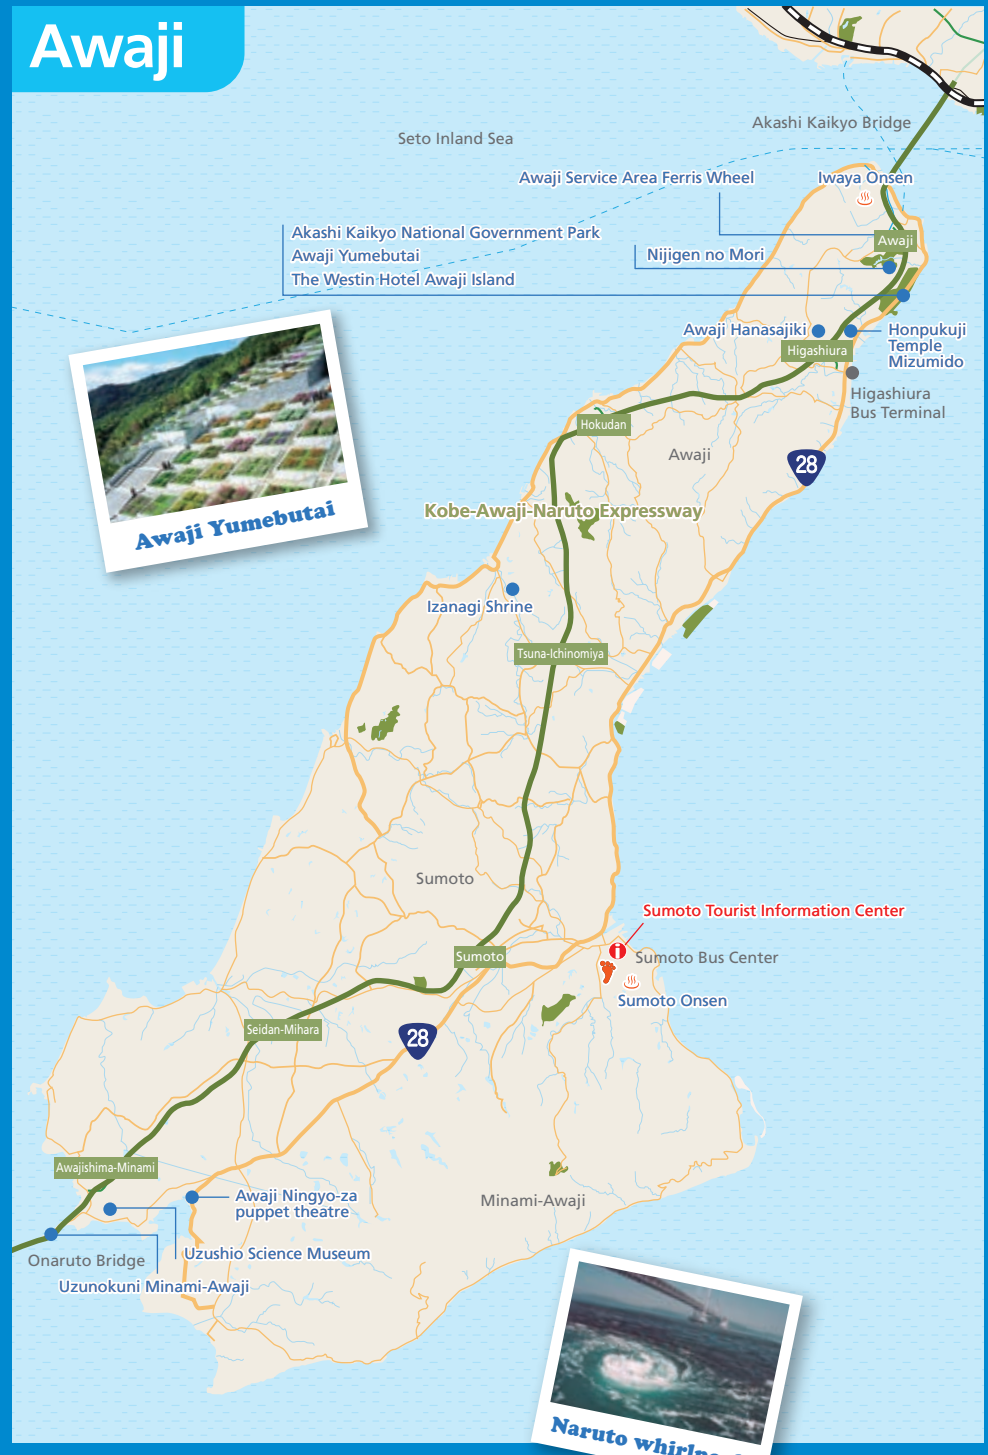 Awaji
Akashi Kaikyo Bridge
Seto Inland Sea
Awaji Service Area Ferris Wheel
Iwaya Onsen
Akashi Kaikyo National Government Park
Awaji Yumebutai
The Westin Hotel Awaji Island
Awaji
Nijigen no Mori
Awaji Hanasajiki
Honpukuji
Temple
Mizumido
Higashiura
Higashiura
Bus Terminal
Hokudan
Awaji
28
Kobe-Awaji-Naruto Expressway
Awaji Yumebutai
Izanagi Shrine
Tsuna-Ichinomiya
Sumoto
Sumoto Tourist Information Center
i
Sumoto
Sumoto Bus Center
Sumoto Onsen
Seidan-Mihara
28
Awajishima-Minami
Awaji Ningyo-za
puppet theatre
Minami-Awaji
Uzushio Science Museum
Onaruto Bridge
Uzunokuni Minami-Awaji
Naruto